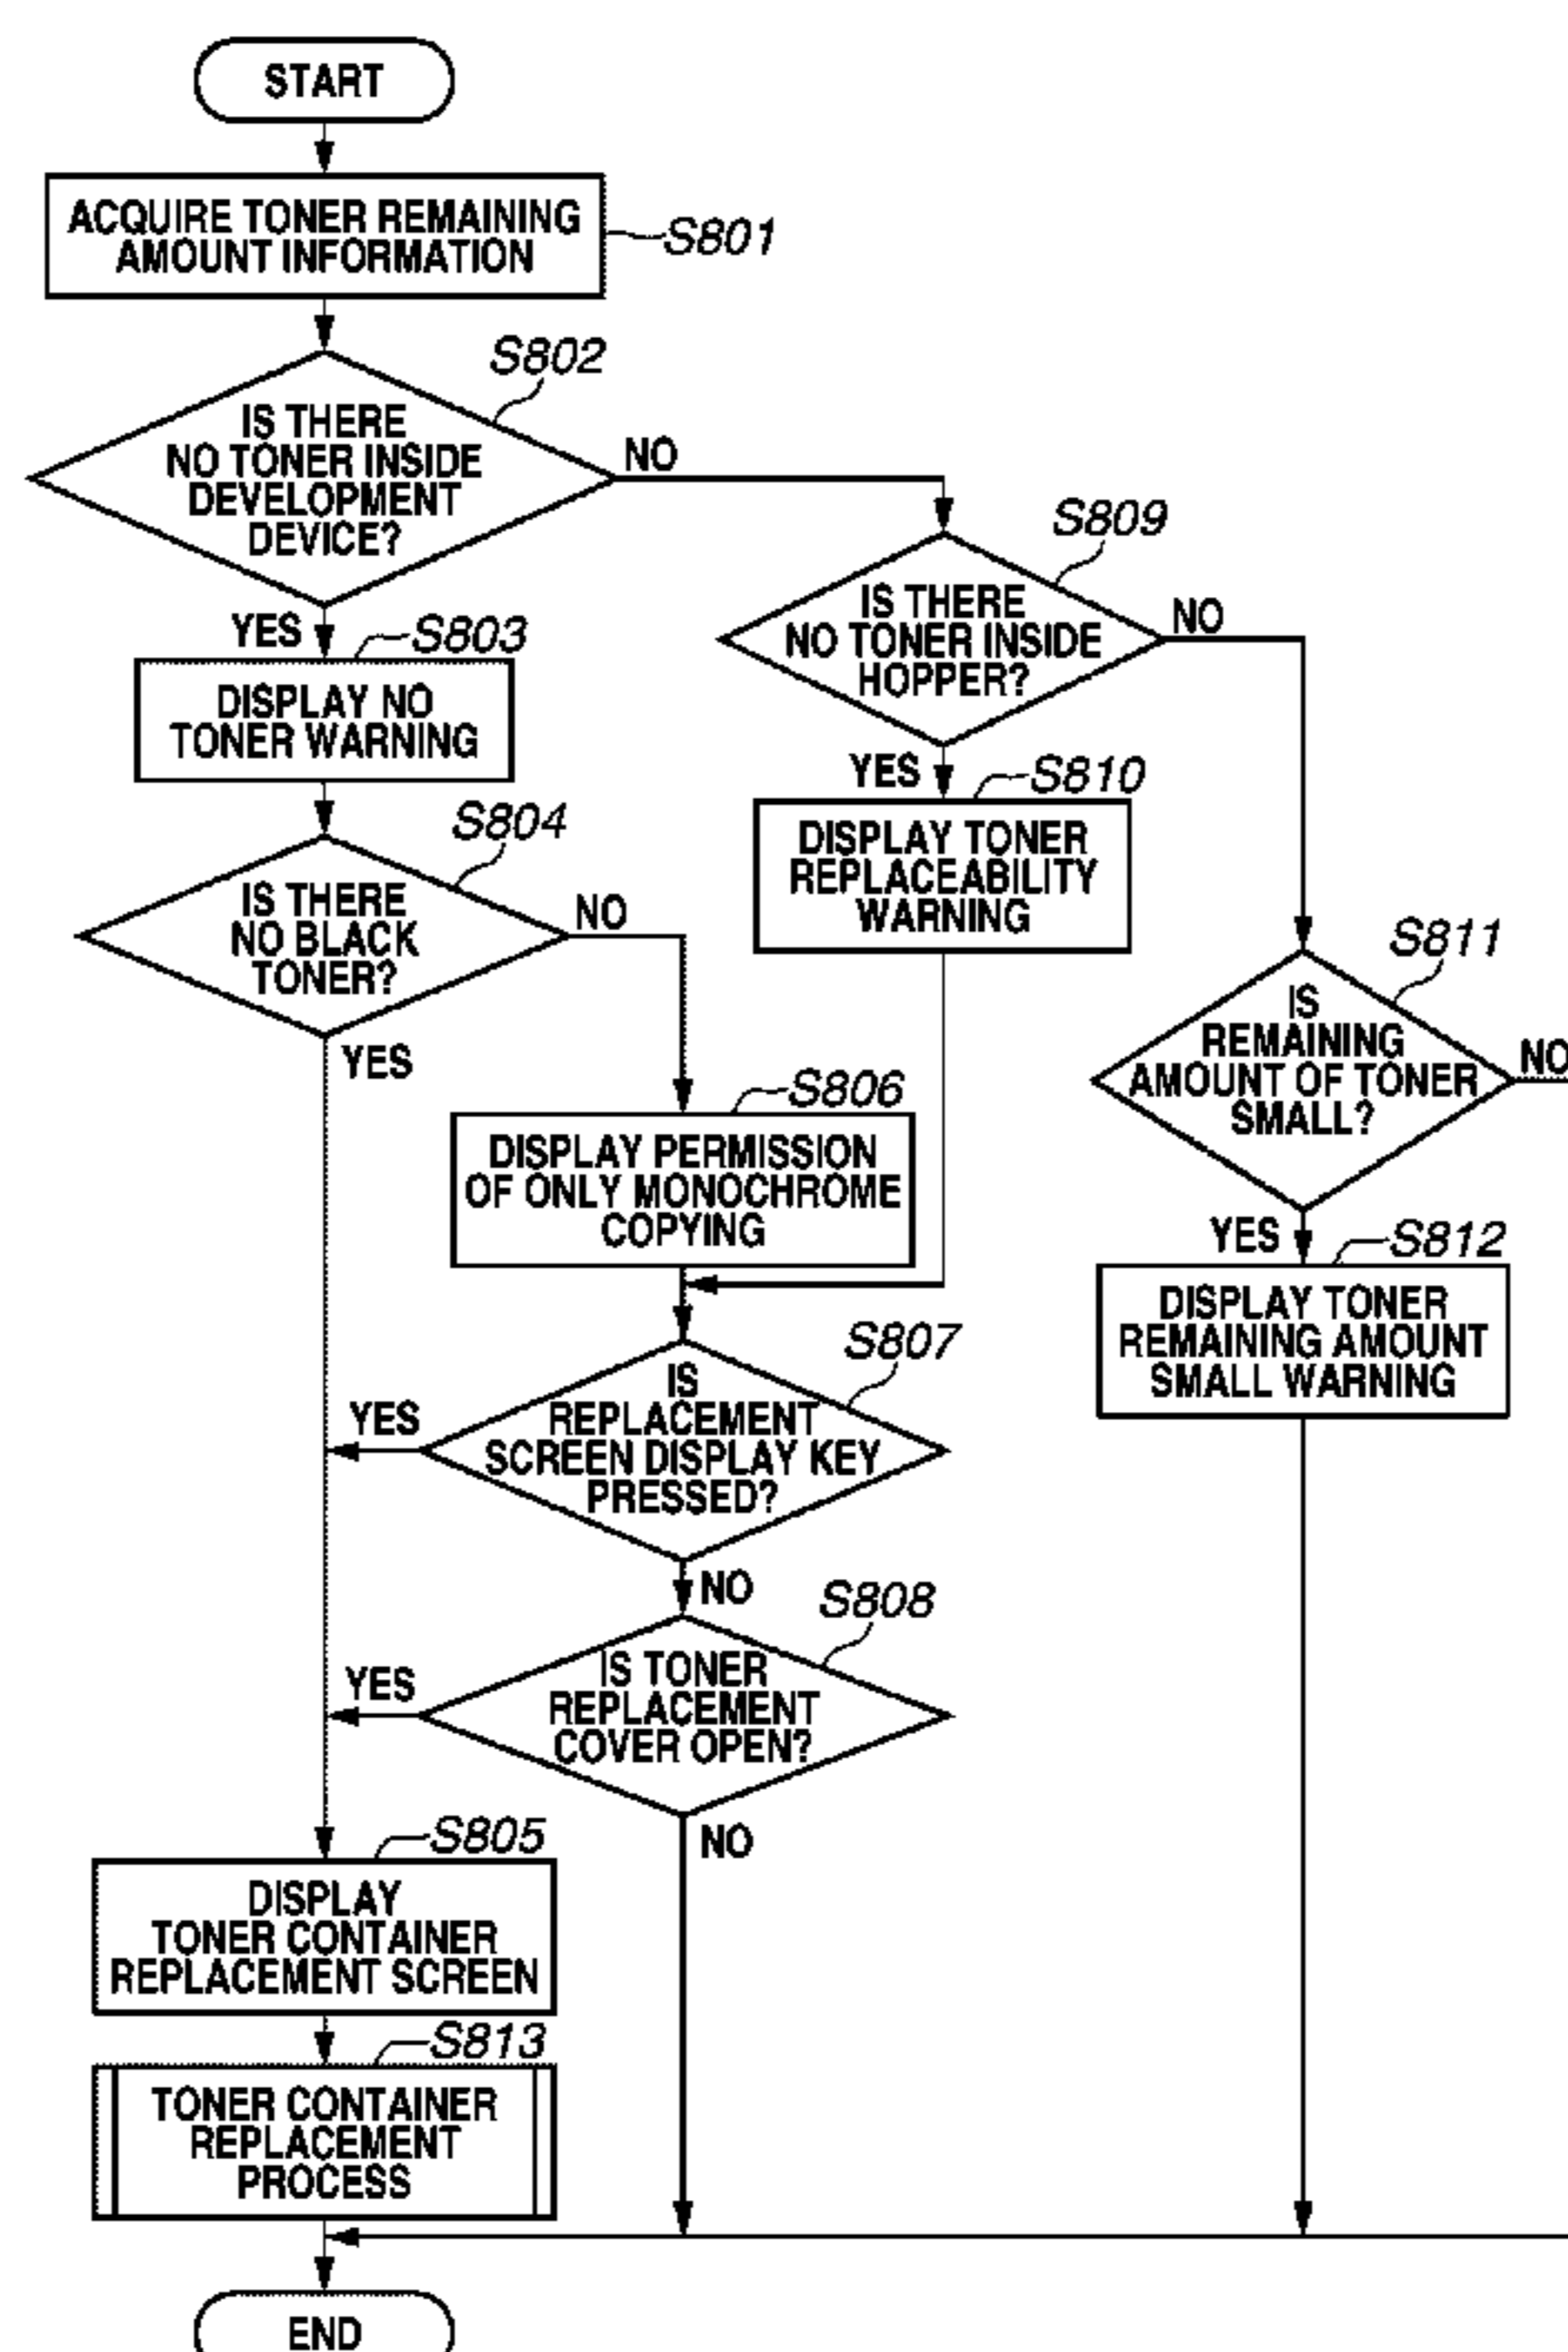 START
ACQUIRE TONER REMAINING
AMOUNT INFORMATION
S801
S802
IS THERE
NO TONER INSIDE
DEVELOPMENT
DEVICE?
NO
YES
S803
DISPLAY NO
TONER WARNING
S804
IS THERE
NO BLACK
TONER?
NO
YES
S809
IS THERE
NO TONER INSIDE
HOPPER?
NO
YES
S810
DISPLAY TONER
REPLACEABILITY
WARNING
S811
IS
REMAINING
AMOUNT OF TONER
SMALL?
NO
YES
S812
DISPLAY TONER
REMAINING AMOUNT
SMALL WARNING
S806
DISPLAY PERMISSION
OF ONLY MONOCHROME
COPYING
S807
IS
REPLACEMENT
SCREEN DISPLAY KEY
PRESSED?
YES
NO
S808
IS TONER
REPLACEMENT
COVER OPEN?
YES
NO
S805
DISPLAY
TONER CONTAINER
REPLACEMENT SCREEN
S813
TONER CONTAINER
REPLACEMENT
PROCESS
END